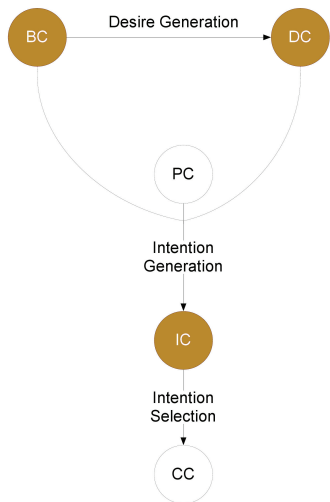 Desire Generation
BC
DC
PC
Intention
Generation
IC
Intention
Selection
CC